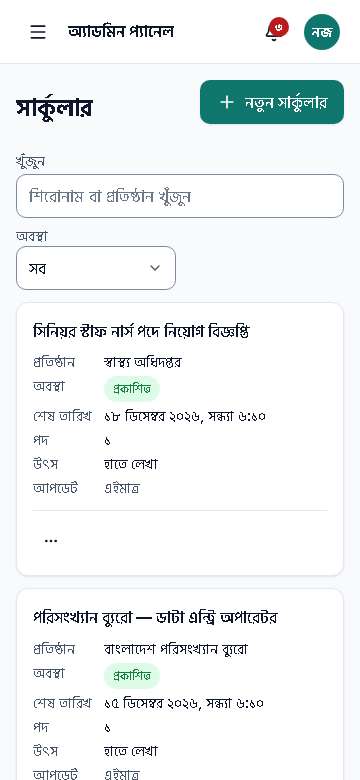 অ্যাডমিন প্যানেল
৩
নজ
সার্কুলার
নতুন সার্কুলার
খুঁজুন
শিরোনাম বা প্রতিষ্ঠান খুঁজুন
অবস্থা
সব
সিনিয়র স্টাফ নার্স পদে নিয়োগ বিজ্ঞপ্তি
প্রতিষ্ঠান স্বাস্থ্য অধিদপ্তর
অবস্থা প্রকাশিত
শেষ তারিখ ১৮ ডিসেম্বর ২০২৬, সন্ধ্যা ৬:১০
পদ ১
উৎস হাতে লেখা
আপডেট এইমাত্র
...
পরিসংখ্যান ব্যুরো — ডাটা এন্ট্রি অপারেটর
প্রতিষ্ঠান বাংলাদেশ পরিসংখ্যান ব্যুরো
অবস্থা প্রকাশিত
শেষ তারিখ ১৫ ডিসেম্বর ২০২৬, সন্ধ্যা ৬:১০
পদ ১
উৎস হাতে লেখা
আপডেট এইমাত্র